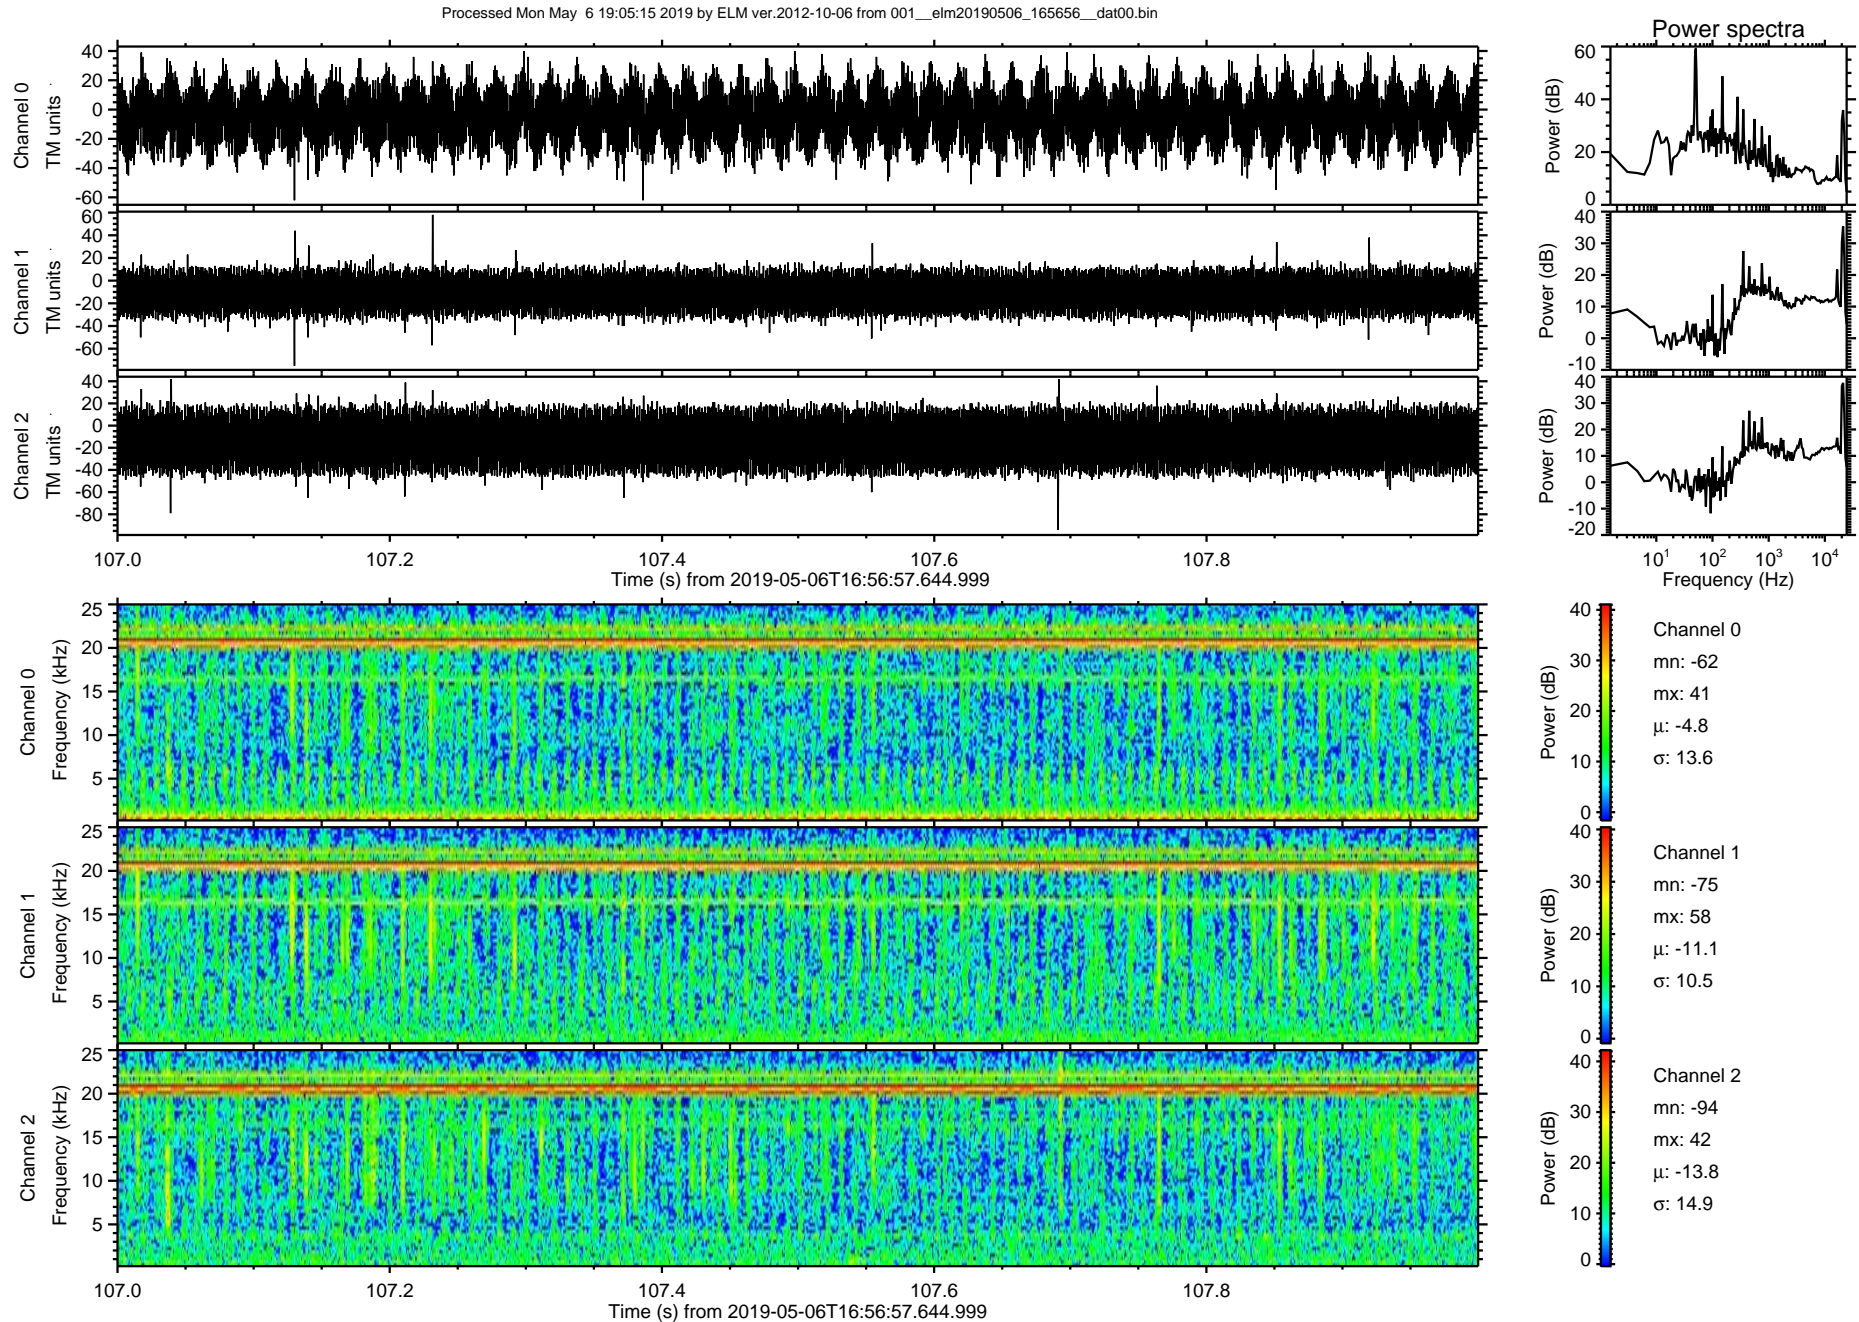 Processed Mon May  6 19:05:15 2019 by ELM ver.2012-10-06 from 001__elm20190506_165656__dat00.bin
Power spectra
Channel 0
TM units
40
20
0
-20
-40
-60
Power (dB)
60
40
20
0
Channel 1
TM units
60
40
20
0
-20
-40
-60
Power (dB)
40
30
20
10
0
-10
Channel 2
TM units
40
20
0
-20
-40
-60
-80
Power (dB)
40
30
20
10
0
-10
-20
107.0 107.2 107.4 107.6 107.8
Time (s) from 2019-05-06T16:56:57.644.999
10¹ 10² 10³ 10⁴
Frequency (Hz)
Channel 0
Frequency (kHz)
25
20
15
10
5
Power (dB)
40
30
20
10
0
Channel 0
mn: -62
mx: 41
μ: -4.8
σ: 13.6
Channel 1
Frequency (kHz)
25
20
15
10
5
Power (dB)
40
30
20
10
0
Channel 1
mn: -75
mx: 58
μ: -11.1
σ: 10.5
Channel 2
Frequency (kHz)
25
20
15
10
5
Power (dB)
40
30
20
10
0
Channel 2
mn: -94
mx: 42
μ: -13.8
σ: 14.9
107.0 107.2 107.4 107.6 107.8
Time (s) from 2019-05-06T16:56:57.644.999